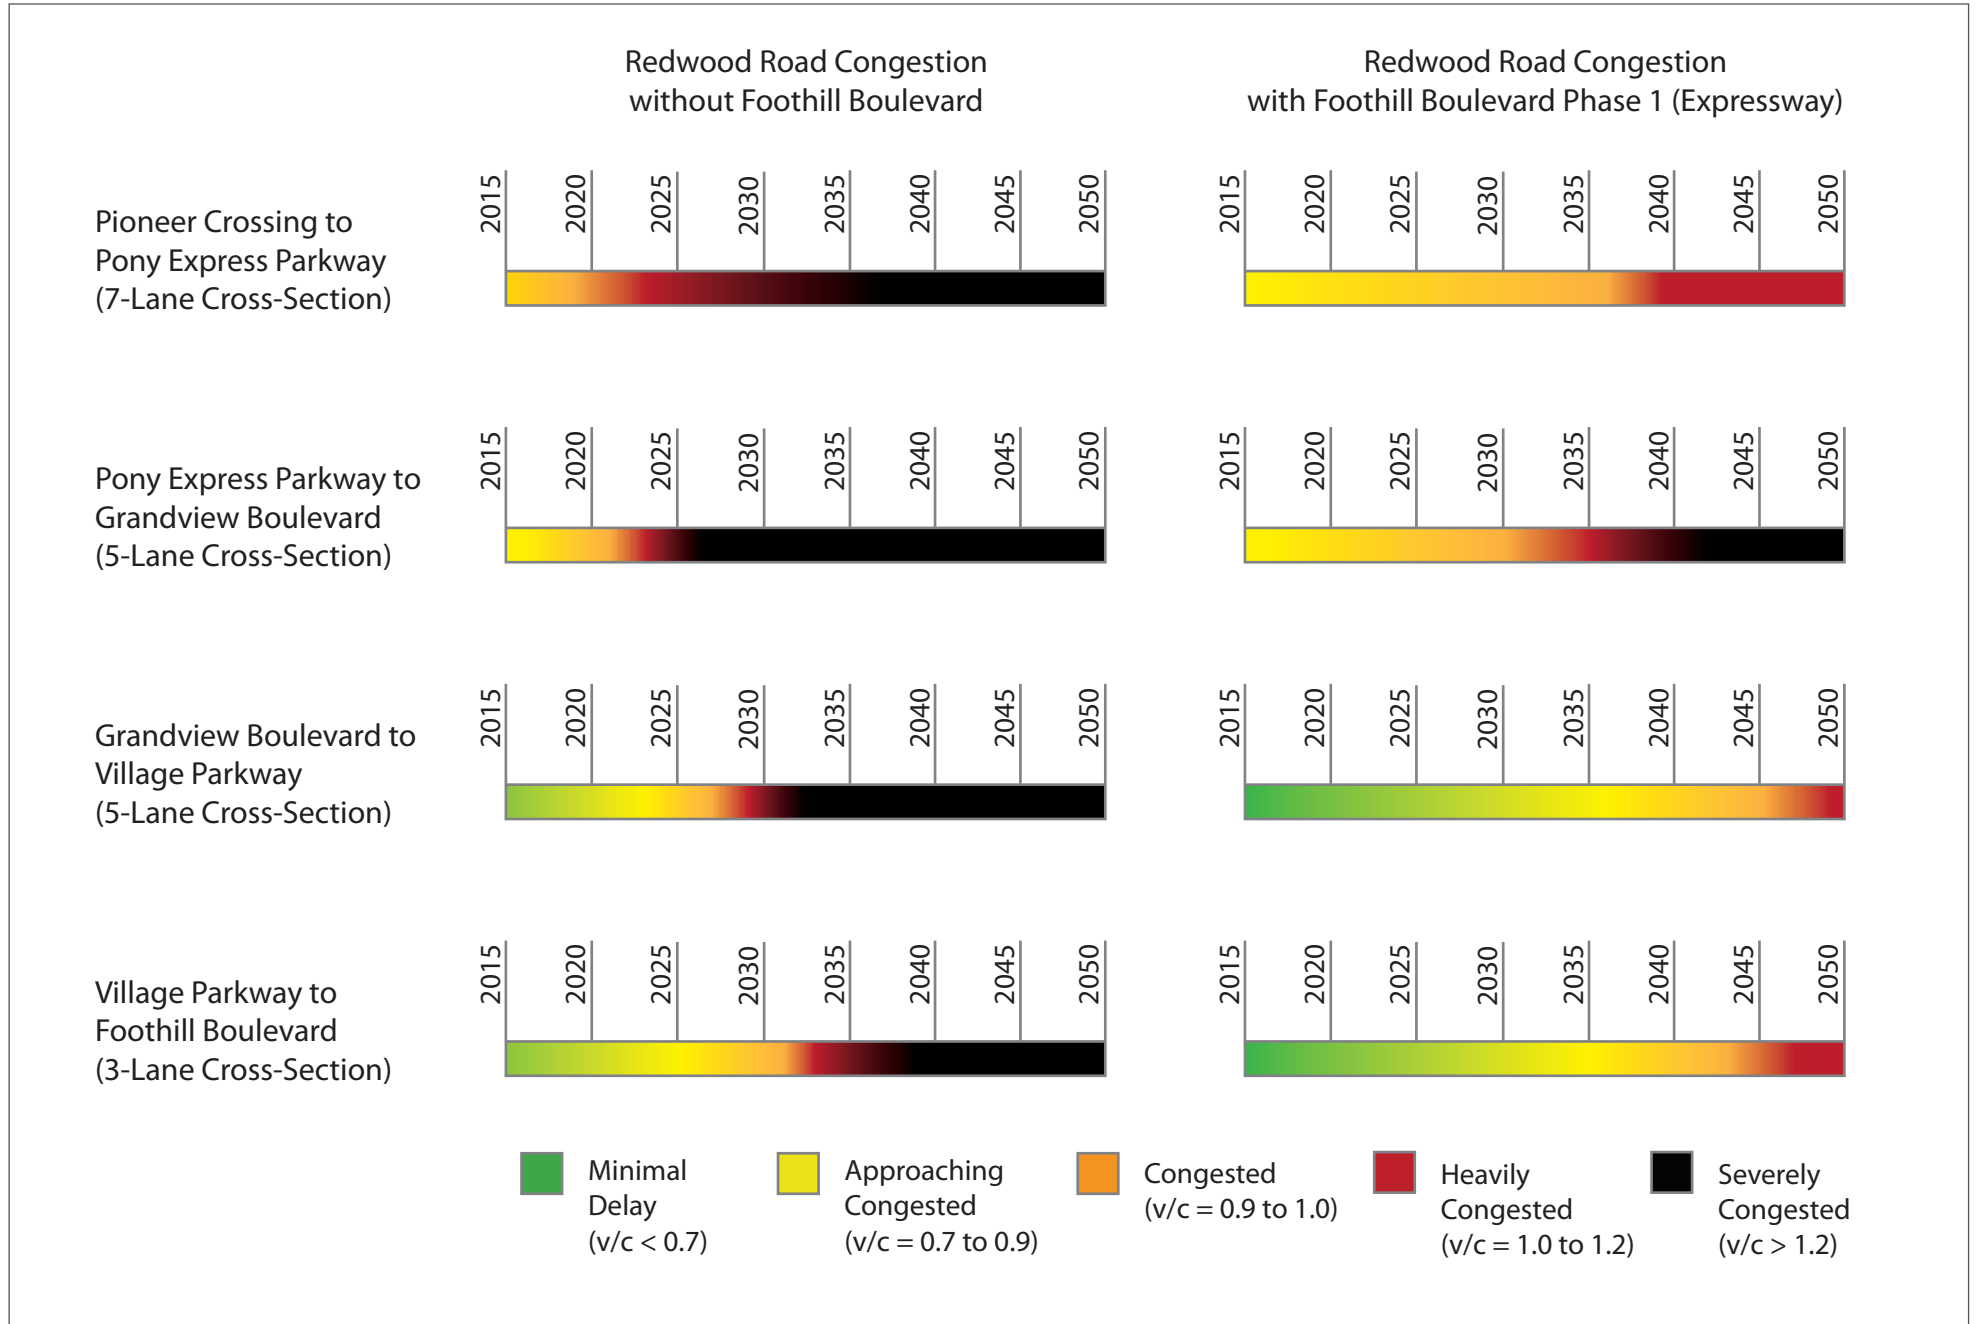 Redwood Road Congestion
without Foothill Boulevard
Redwood Road Congestion
with Foothill Boulevard Phase 1 (Expressway)
Pioneer Crossing to
Pony Express Parkway
(7-Lane Cross-Section)
2015 2020 2025 2030 2035 2040 2045 2050
2015 2020 2025 2030 2035 2040 2045 2050
Pony Express Parkway to
Grandview Boulevard
(5-Lane Cross-Section)
2015 2020 2025 2030 2035 2040 2045 2050
2015 2020 2025 2030 2035 2040 2045 2050
Grandview Boulevard to
Village Parkway
(5-Lane Cross-Section)
2015 2020 2025 2030 2035 2040 2045 2050
2015 2020 2025 2030 2035 2040 2045 2050
Village Parkway to
Foothill Boulevard
(3-Lane Cross-Section)
2015 2020 2025 2030 2035 2040 2045 2050
2015 2020 2025 2030 2035 2040 2045 2050
Minimal
Delay
(v/c < 0.7)
Approaching
Congested
(v/c = 0.7 to 0.9)
Congested
(v/c = 0.9 to 1.0)
Heavily
Congested
(v/c = 1.0 to 1.2)
Severely
Congested
(v/c > 1.2)